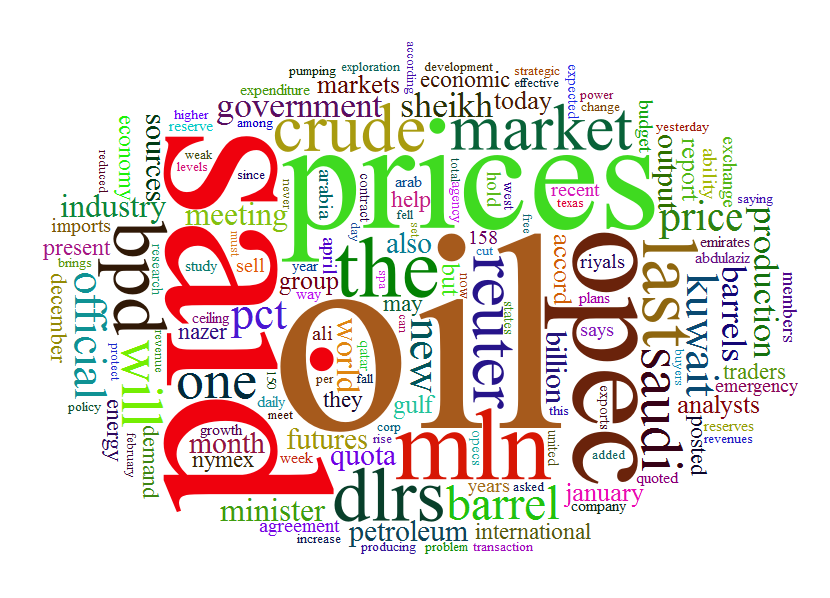 according
pumping
exploration
development
strategic
expected
markets
economic
effective
expenditure
power
change
government
sheikh
today
higher
reserve
among
crude
market
budget
yesterday
economy
sources
weak
levels
since
said
prices
total
agency
output
report
ability
exchange
saying
reduced
never
arabia
contract
arab
fell
help
hold
west
recent
texas
industry
imports
meeting
day
set
free
price
production
present
bpd
research
study
must
sell
april
the
also
158
cut
accord
riyals
last
emirates
abdulaziz
brings
year
group
way
spa
but
now
opec
plans
kuwait
barrels
members
december
official
ceiling
nazer
pct
may
can
oil
reuter
states
says
saudi
buyers
traders
revenue
protect
will
one
ali
world
qatar
new
billion
this
emergency
policy
energy
february
demand
150
per
fall
they
gulf
exports
analysts
daily
meet
growth
month
nymex
futures
corp
rise
week
quota
mln
opecs
united
added
posted
reserves
revenues
quoted
minister
dlrs
barrel
years
asked
january
company
agreement
increase
petroleum
international
producing
problem
transaction